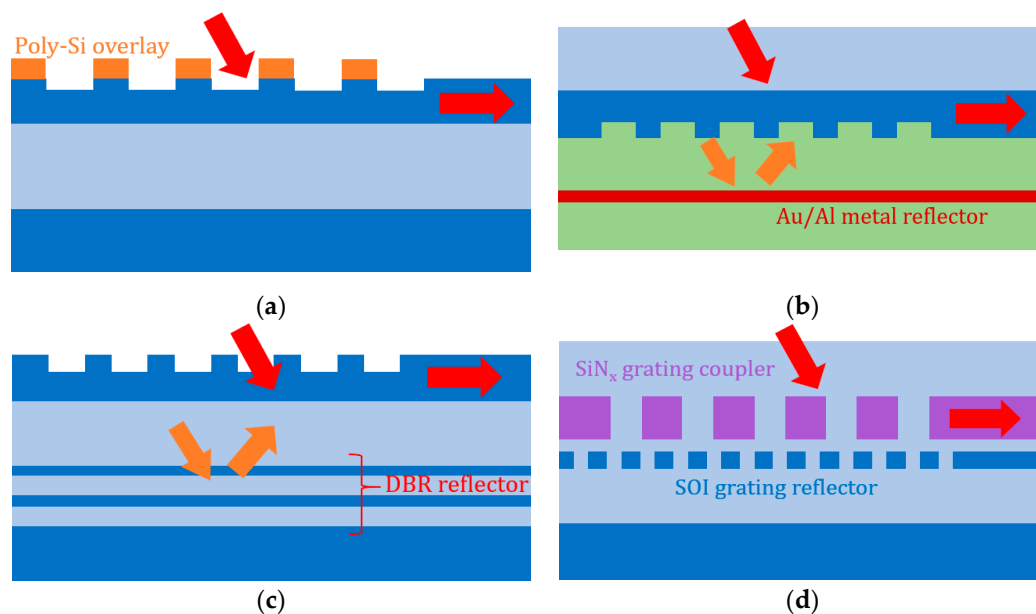 Poly-Si overlay
(a)
Au/Al metal reflector
(b)
DBR reflector
(c)
SiNₓ grating coupler
SOI grating reflector
(d)